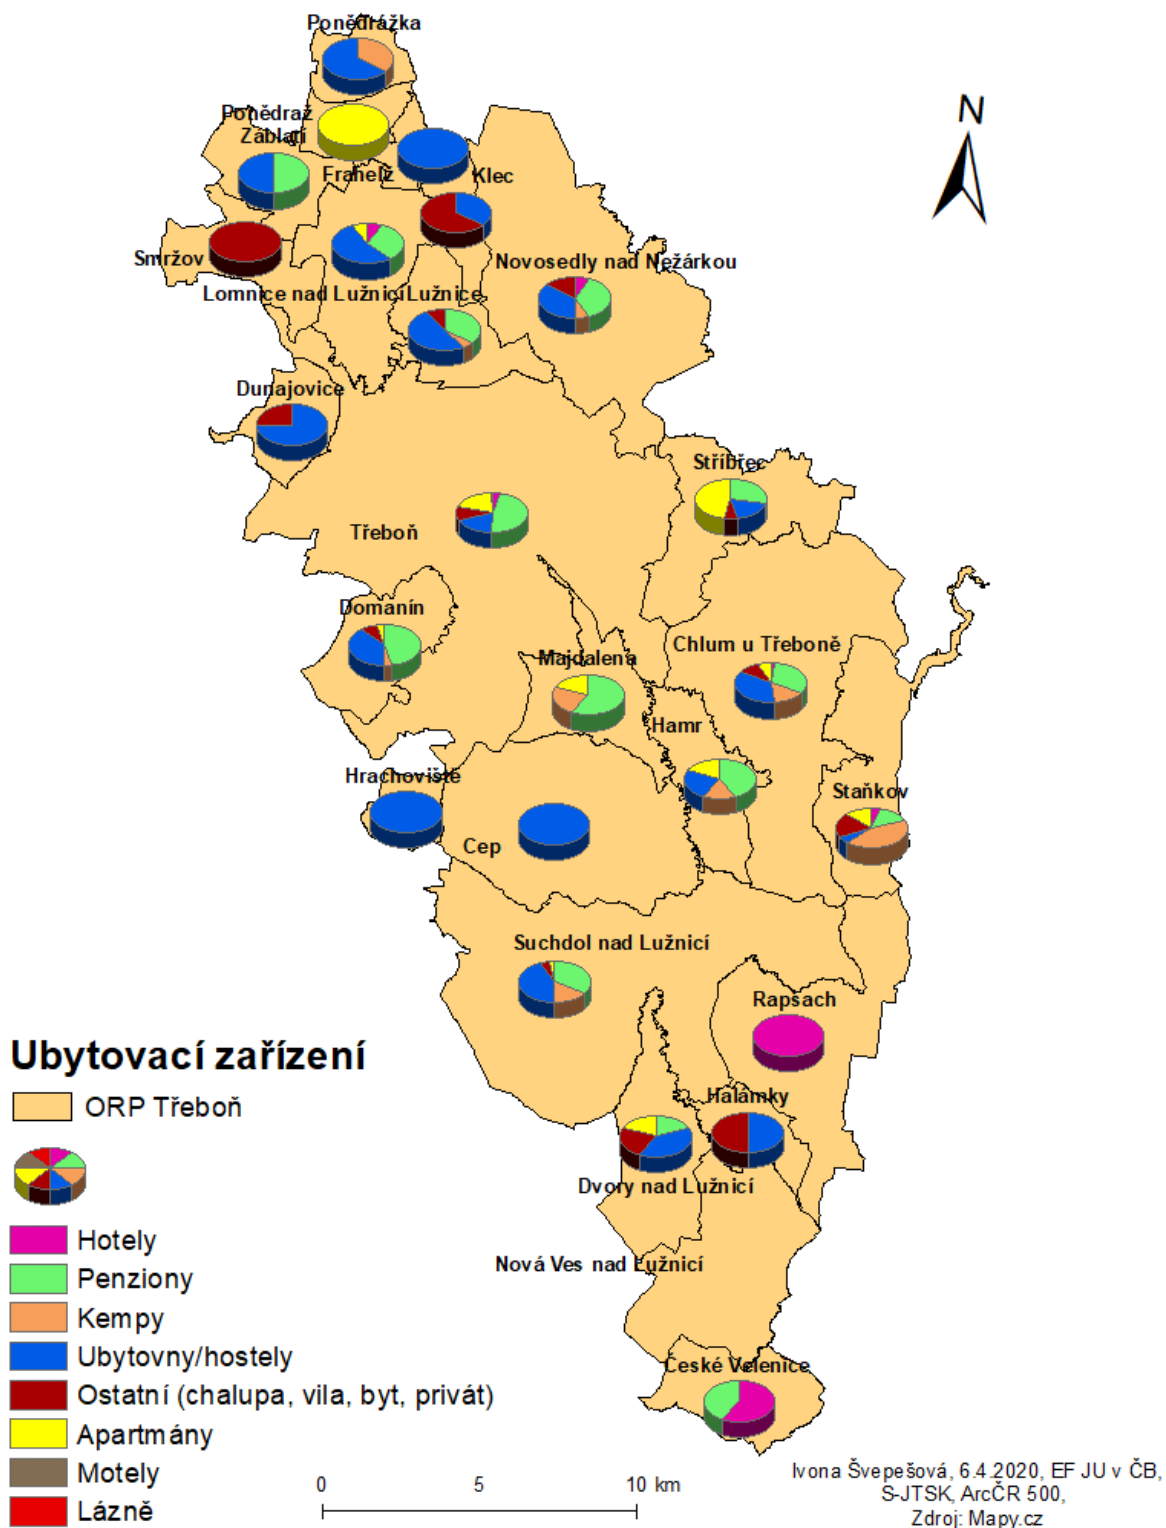 Ponědrážka
N
Ponědraž
Záblatí
Frahelž
Klec
Smržov
Novosedly nad Nežárkou
Lomnice nad Lužnicí
Lužnice
Dunajovice
Stříbřec
Třeboň
Domanín
Majdalena
Chlum u Třeboně
Hamr
Hrachoviště
Staňkov
Cep
Suchdol nad Lužnicí
Rapšach
Halámky
Dvory nad Lužnicí
Nová Ves nad Lužnicí
České Velenice
Ubytovací zařízení
ORP Třeboň
Hotely
Penziony
Kempy
Ubytovny/hostely
Ostatní (chalupa, vila, byt, privát)
Apartmány
Motely
Lázně
0 5 10 km
Ivona Švepešová, 6.4.2020, EF JU v ČB,
S-JTSK, ArcČR 500,
Zdroj: Mapy.cz